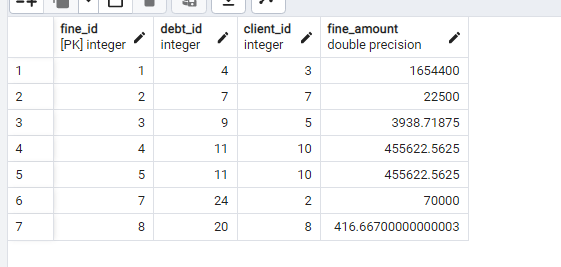 fine_id debt_id client_id fine_amount
[PK] integer integer integer double precision
1 1 4 3 1654400
2 2 7 7 22500
3 3 9 5 3938.71875
4 4 11 10 455622.5625
5 5 11 10 455622.5625
6 7 24 2 70000
7 8 20 8 416.66700000000003